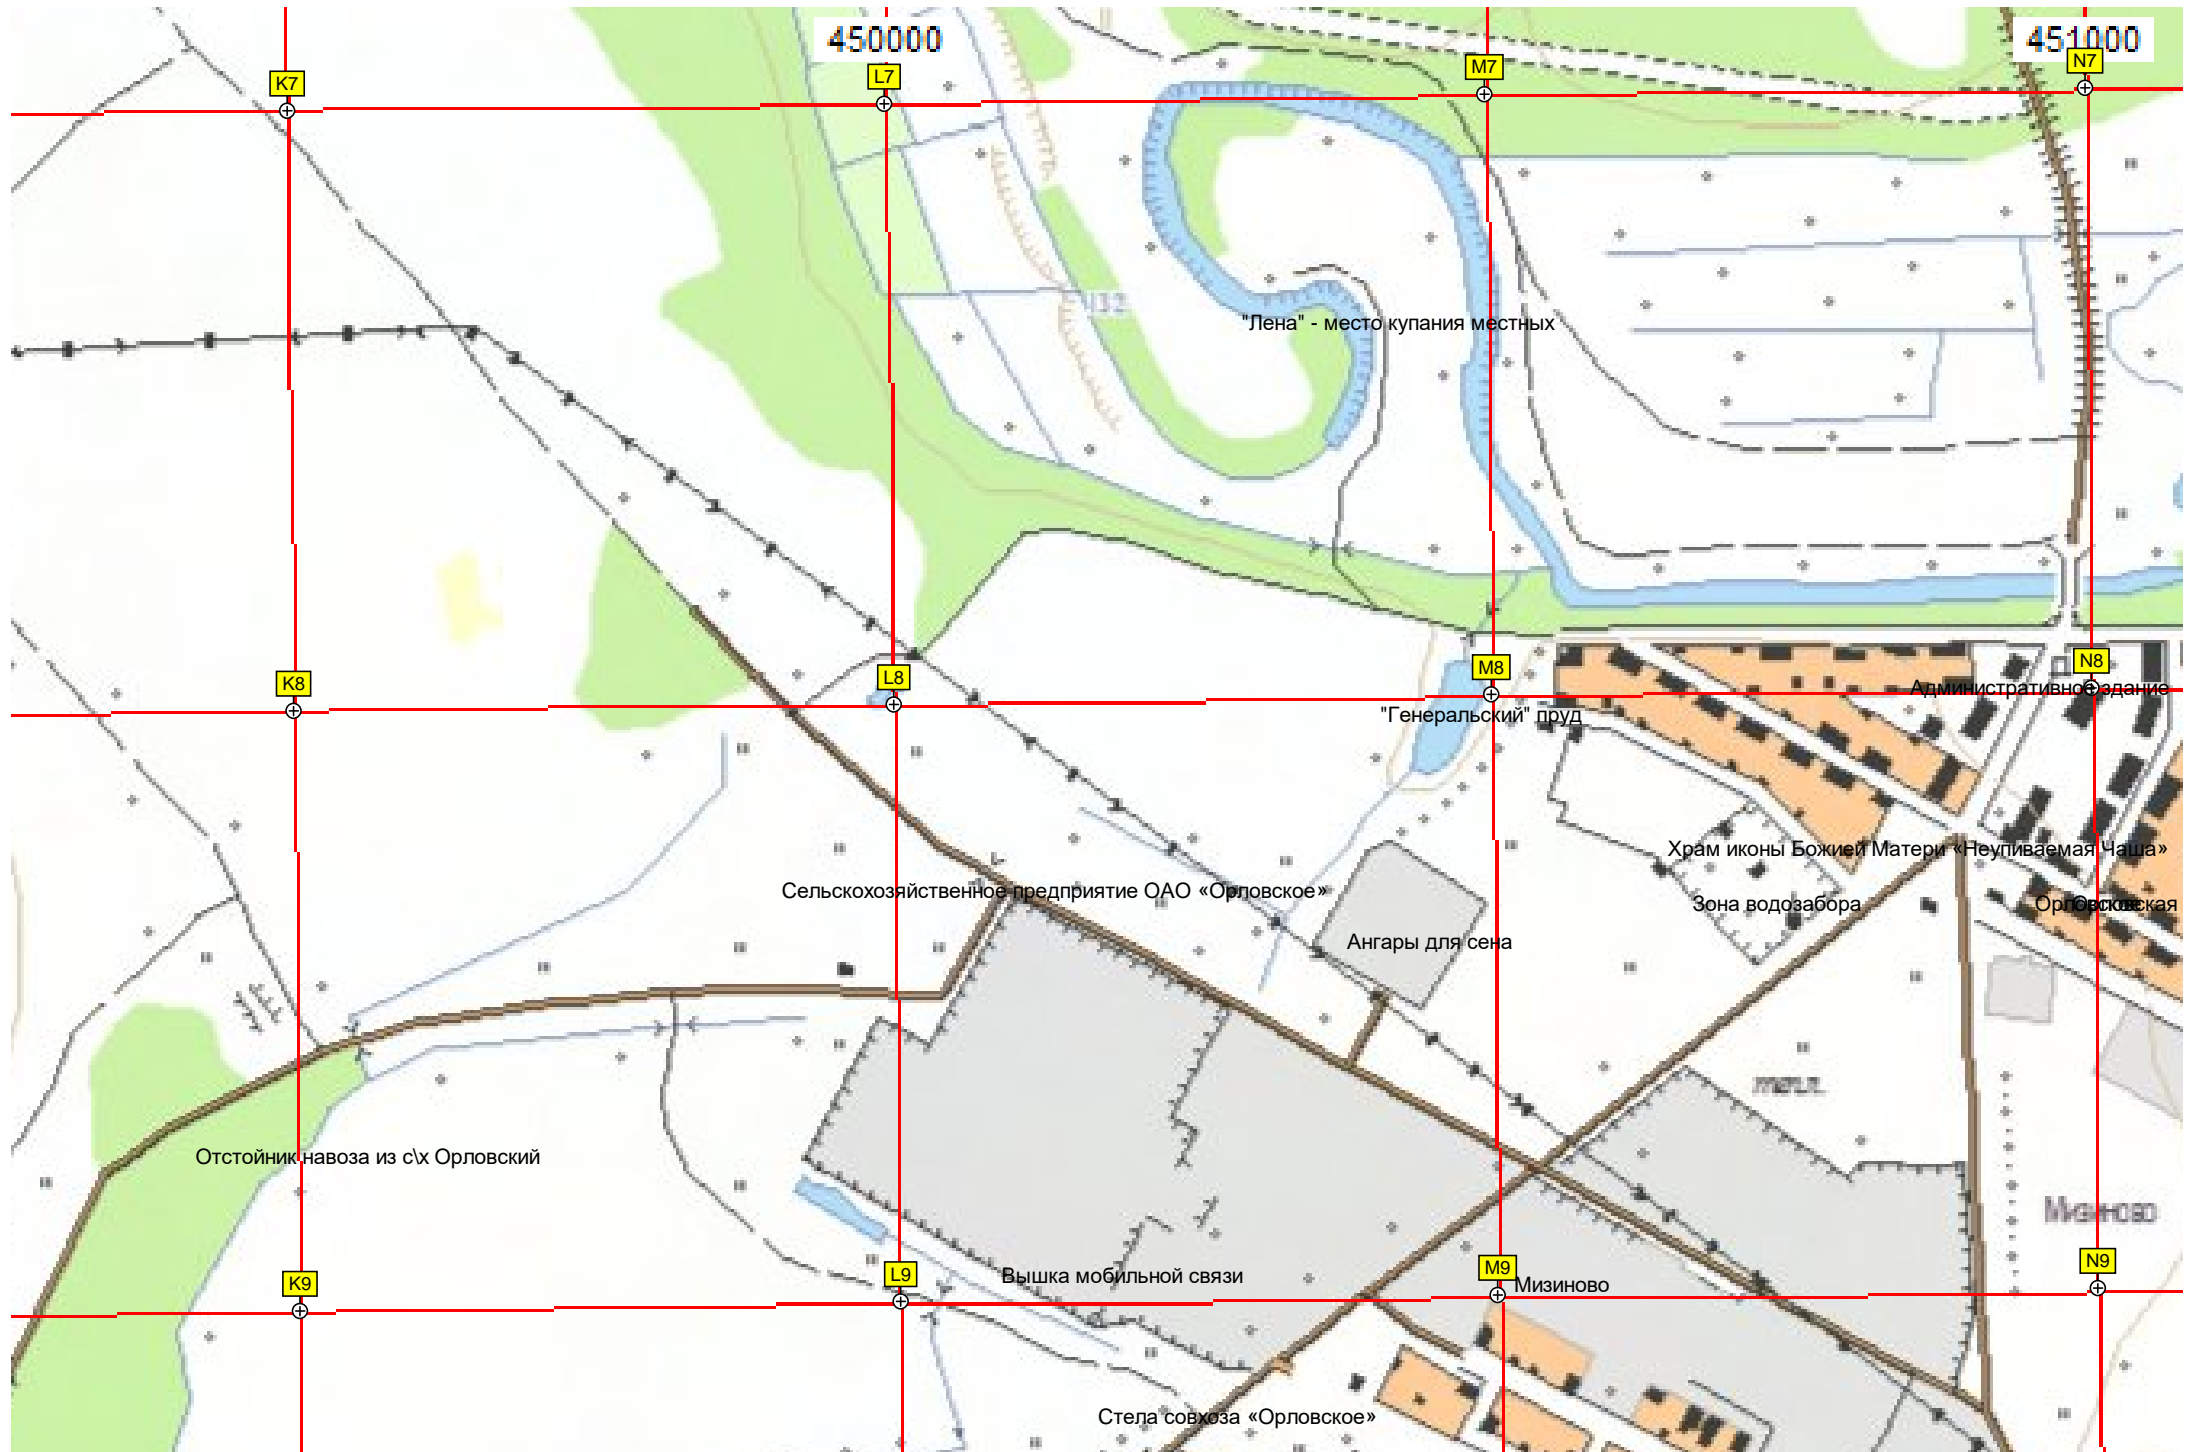 450000
451000
K7
L7
M7
N7
132
"Лена" - место купания местных
K8
L8
M8
N8
Административное здание
"Генеральский" пруд
Храм иконы Божией Матери «Неупиваемая Чаша»
Сельскохозяйственное предприятие ОАО «Орловское»
Зона водозабора
Ангары для сена
Отстойник навоза из с\х Орловский
Мизиново
K9
L9
M9
N9
Вышка мобильной связи
Мизиново
Стела совхоза «Орловское»